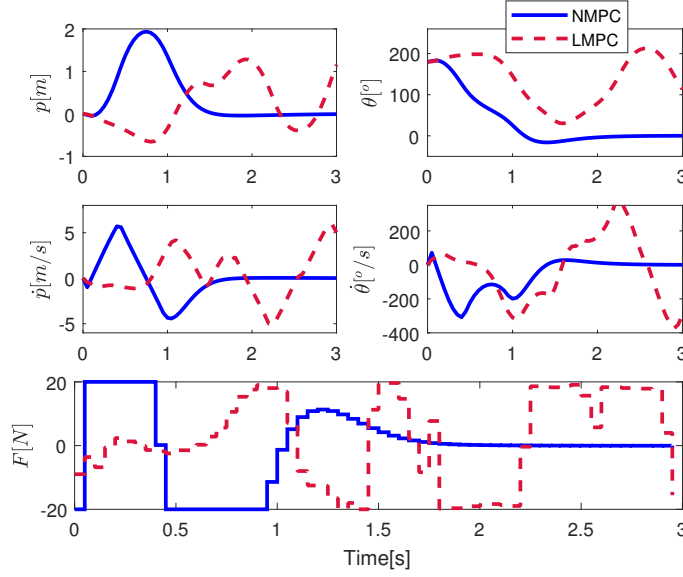 NMPC
LMPC
p[m]
2
1
0
-1
0 1 2 3
θ[°]
200
100
0
0 1 2 3
ṗ[m/s]
5
0
-5
0 1 2 3
θ̇[°/s]
200
0
-200
-400
0 1 2 3
F[N]
20
0
-20
0 0.5 1 1.5 2 2.5 3
Time[s]